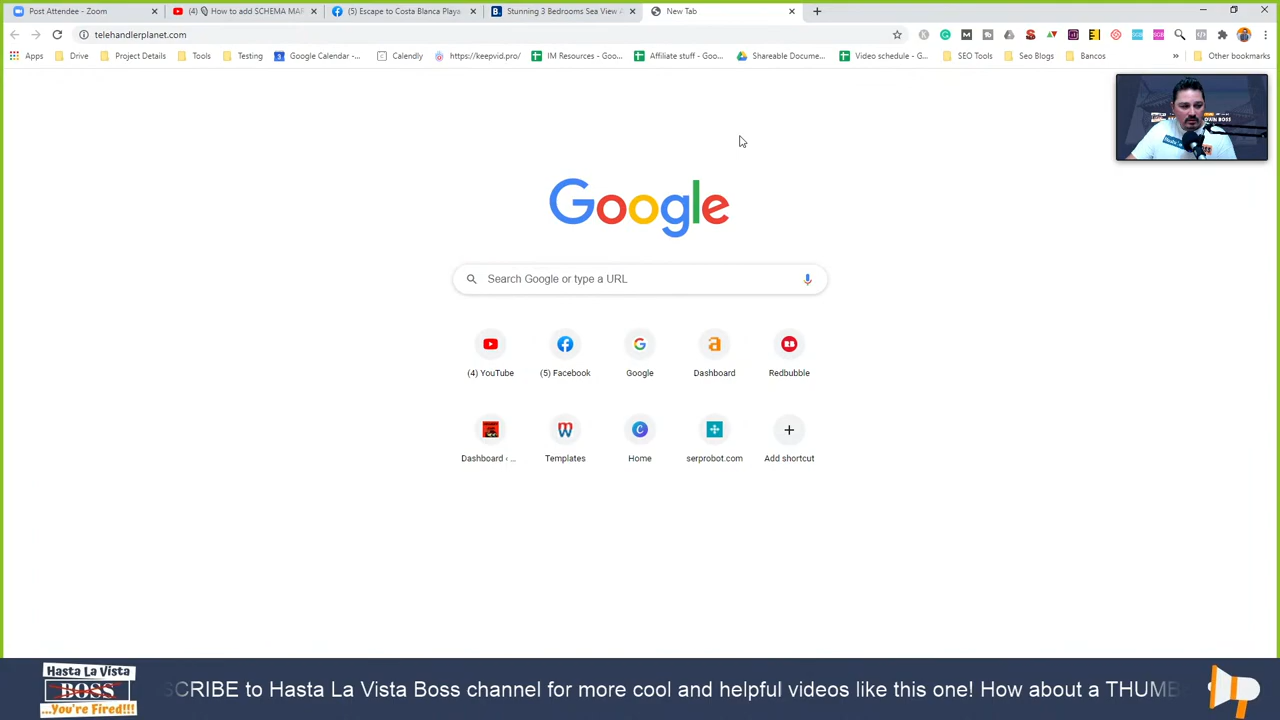 Post Attendee - Zoom
(4) How to add SCHEMA MAR
(5) Escape to Costa Blanca Playa
Stunning 3 Bedrooms Sea View A
New Tab
telehandlerplanet.com
Apps
Drive
Project Details
Tools
Testing
Google Calendar -...
Calendly
https://keepvid.pro/
IM Resources - Goo...
Affiliate stuff - Goo...
Shareable Docume...
Video schedule - G...
SEO Tools
Seo Blogs
Bancos
»
Other bookmarks
Google
Search Google or type a URL
(4) YouTube
(5) Facebook
Google
Dashboard
Redbubble
Dashboard ‹ ...
Templates
Home
serprobot.com
Add shortcut
Hasta La Vista
BOSS
...You're Fired!!!
SCRIBE to Hasta La Vista Boss channel for more cool and helpful videos like this one! How about a THUMB